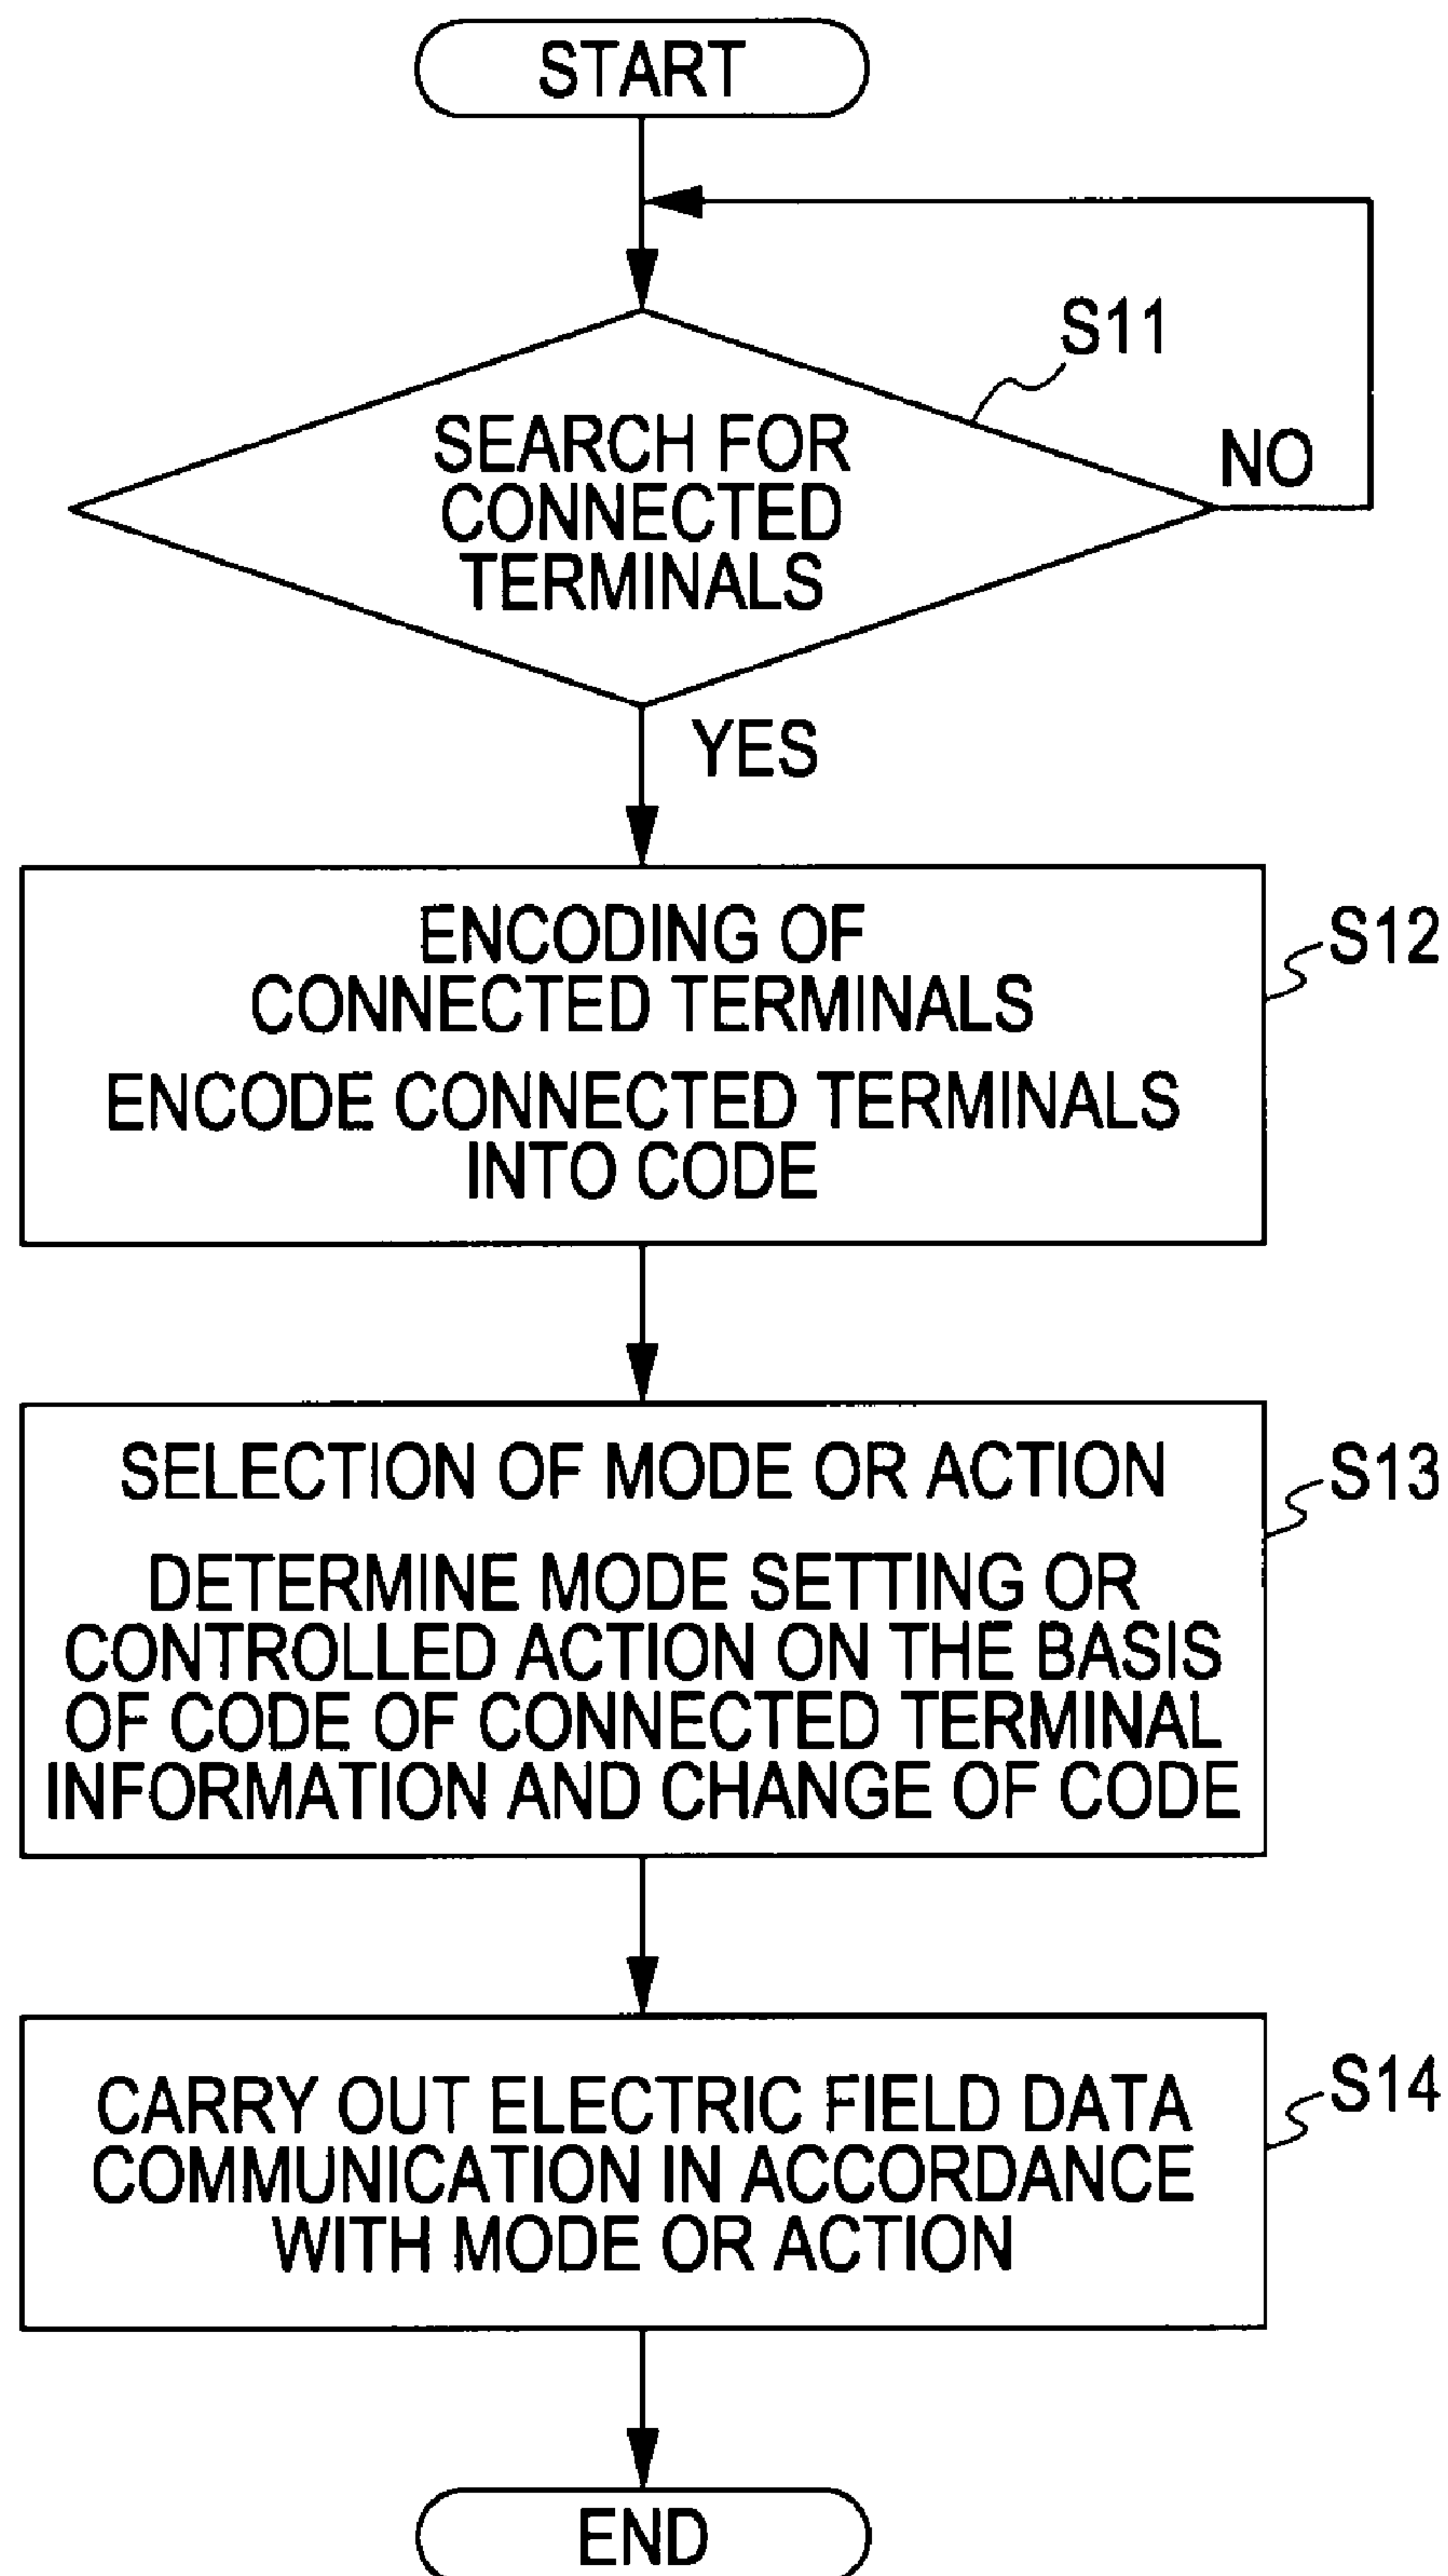 START
S11
SEARCH FOR
CONNECTED
TERMINALS
NO
YES
ENCODING OF
CONNECTED TERMINALS
ENCODE CONNECTED TERMINALS
INTO CODE
S12
SELECTION OF MODE OR ACTION
DETERMINE MODE SETTING OR
CONTROLLED ACTION ON THE BASIS
OF CODE OF CONNECTED TERMINAL
INFORMATION AND CHANGE OF CODE
S13
CARRY OUT ELECTRIC FIELD DATA
COMMUNICATION IN ACCORDANCE
WITH MODE OR ACTION
S14
END